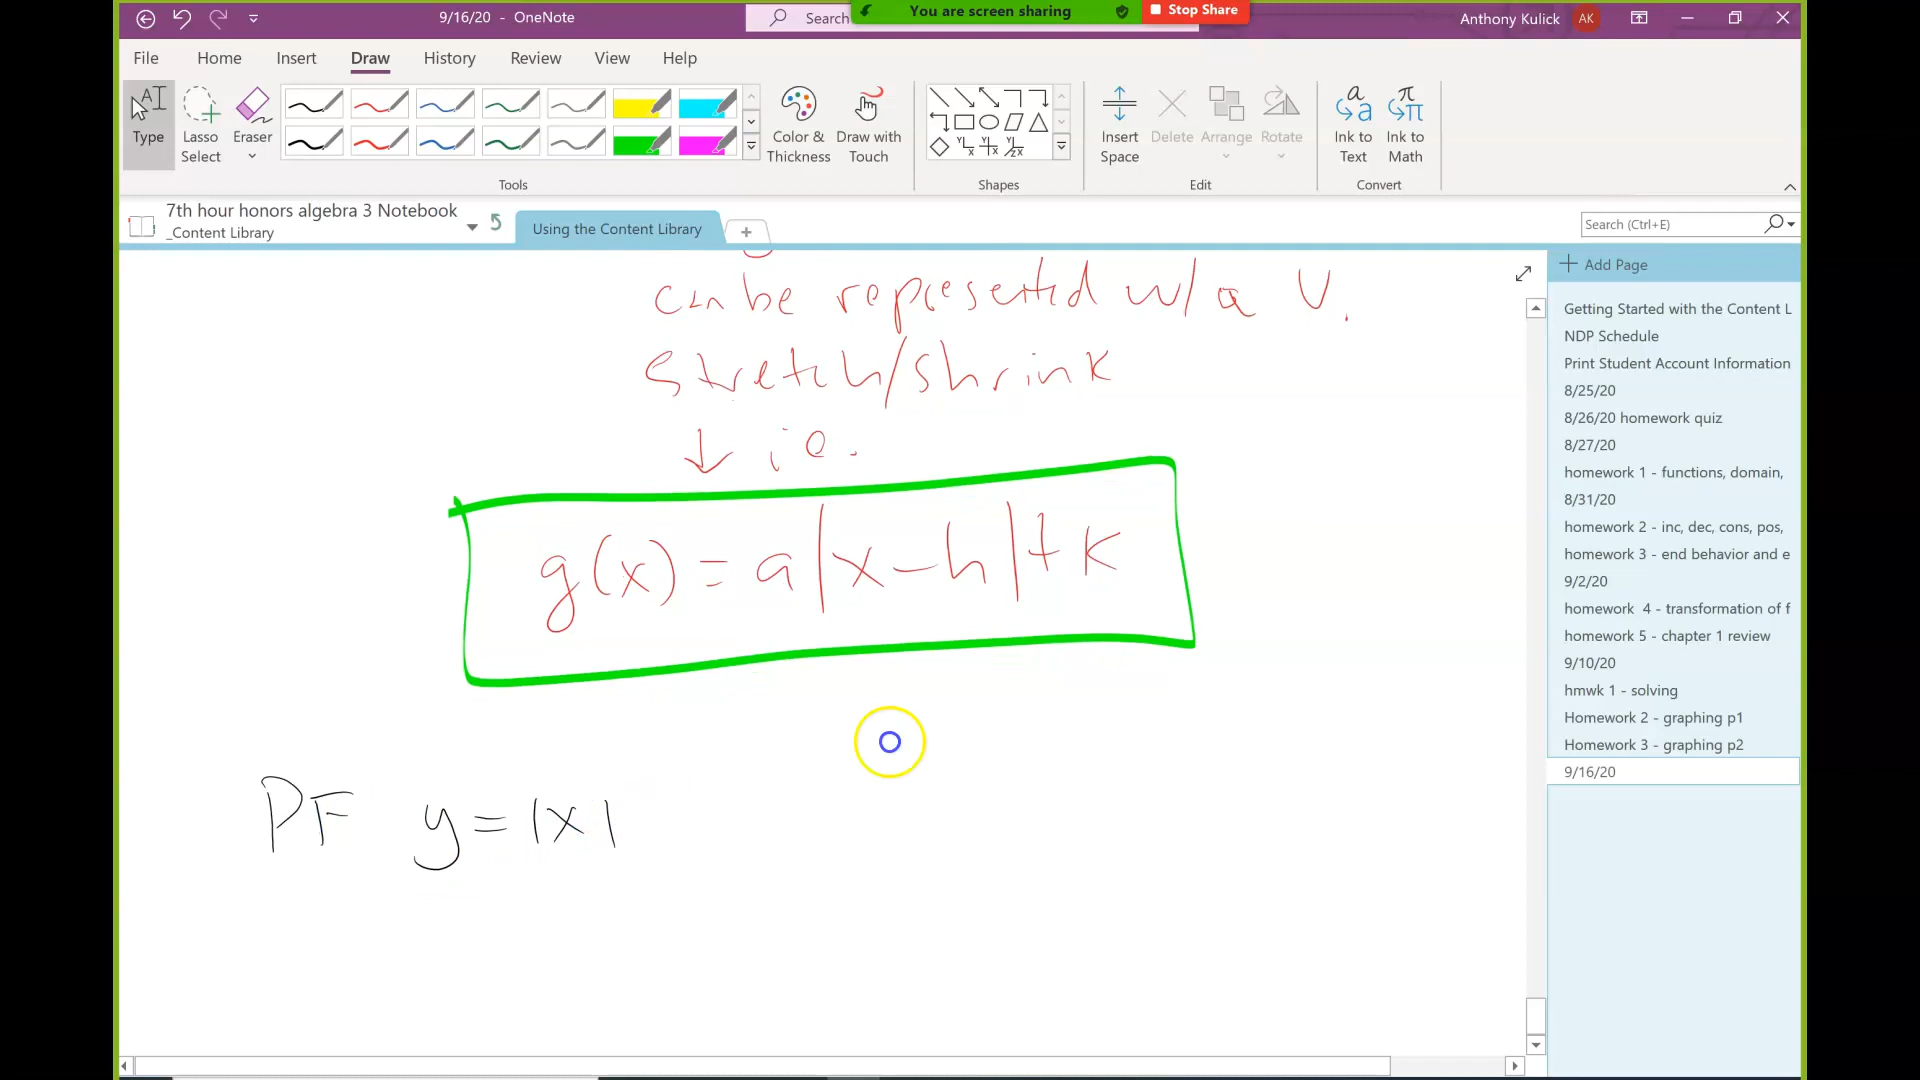 9/16/20 - OneNote
Search
You are screen sharing
Stop Share
Anthony Kulick
AK
File Home Insert Draw History Review View Help
Type
Lasso Select
Eraser
Color & Thickness
Draw with Touch
Insert Space
Delete
Arrange
Rotate
Ink to Text
Ink to Math
Tools
Shapes
Edit
Convert
7th hour honors algebra 3 Notebook
_Content Library
Using the Content Library
Search (Ctrl+E)
can be represented w/ a V.
stretch/shrink
↓ i.e.
g(x) = a|x-h|+k
PF y=|x|
Add Page
Getting Started with the Content L
NDP Schedule
Print Student Account Information
8/25/20
8/26/20 homework quiz
8/27/20
homework 1 - functions, domain,
8/31/20
homework 2 - inc, dec, cons, pos,
homework 3 - end behavior and e
9/2/20
homework  4 - transformation of f
homework 5 - chapter 1 review
9/10/20
hmwk 1 - solving
Homework 2 - graphing p1
Homework 3 - graphing p2
9/16/20